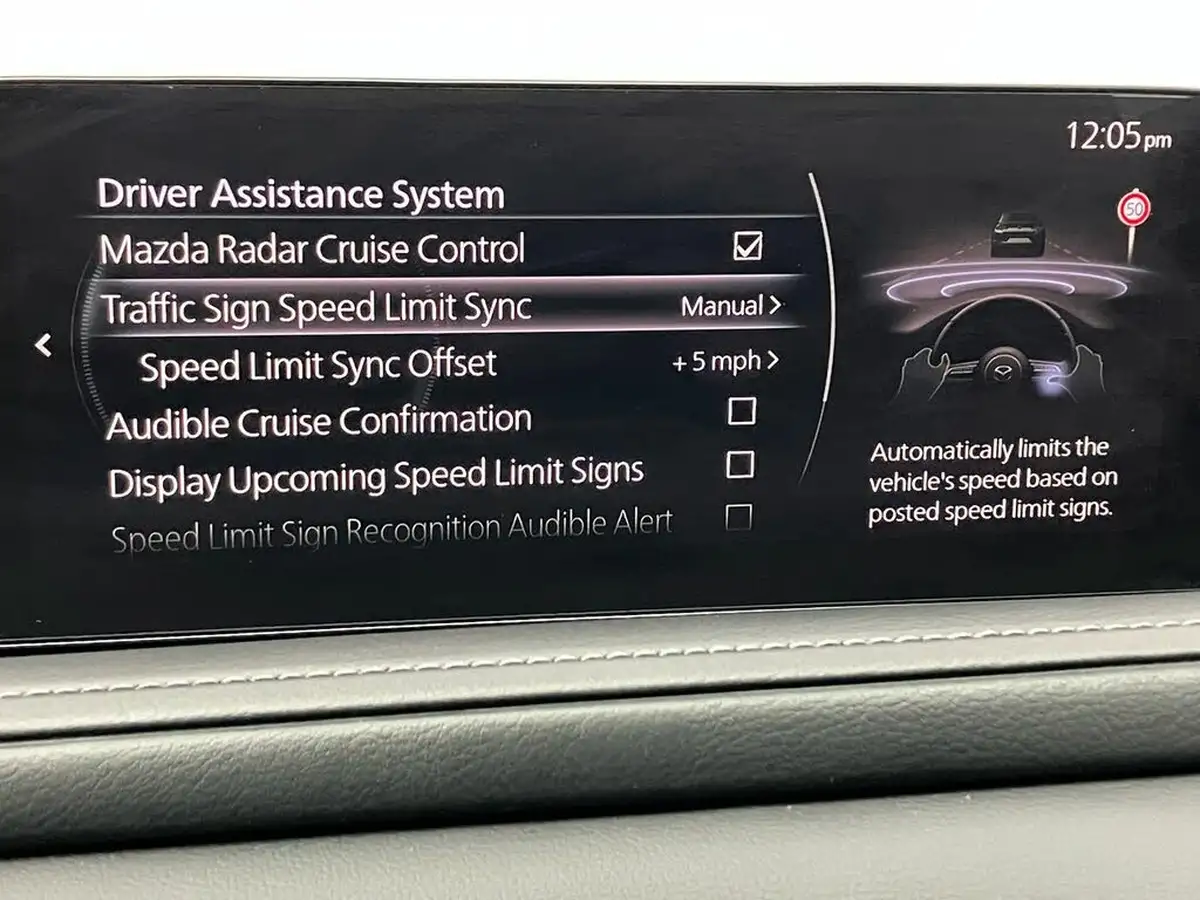 12:05pm
Driver Assistance System
Mazda Radar Cruise Control
Traffic Sign Speed Limit Sync Manual >
Speed Limit Sync Offset +5 mph >
Audible Cruise Confirmation
Display Upcoming Speed Limit Signs
Speed Limit Sign Recognition Audible Alert
50
Automatically limits the
vehicle's speed based on
posted speed limit signs.